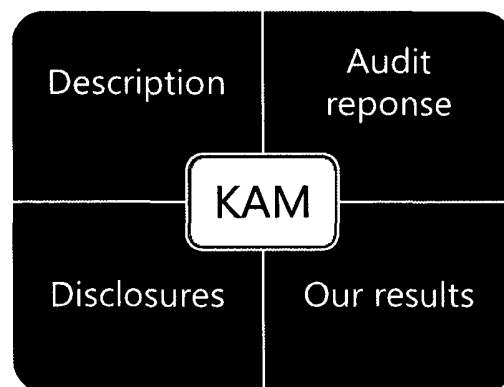 Description
Audit
reponse
KAM
Disclosures
Our results